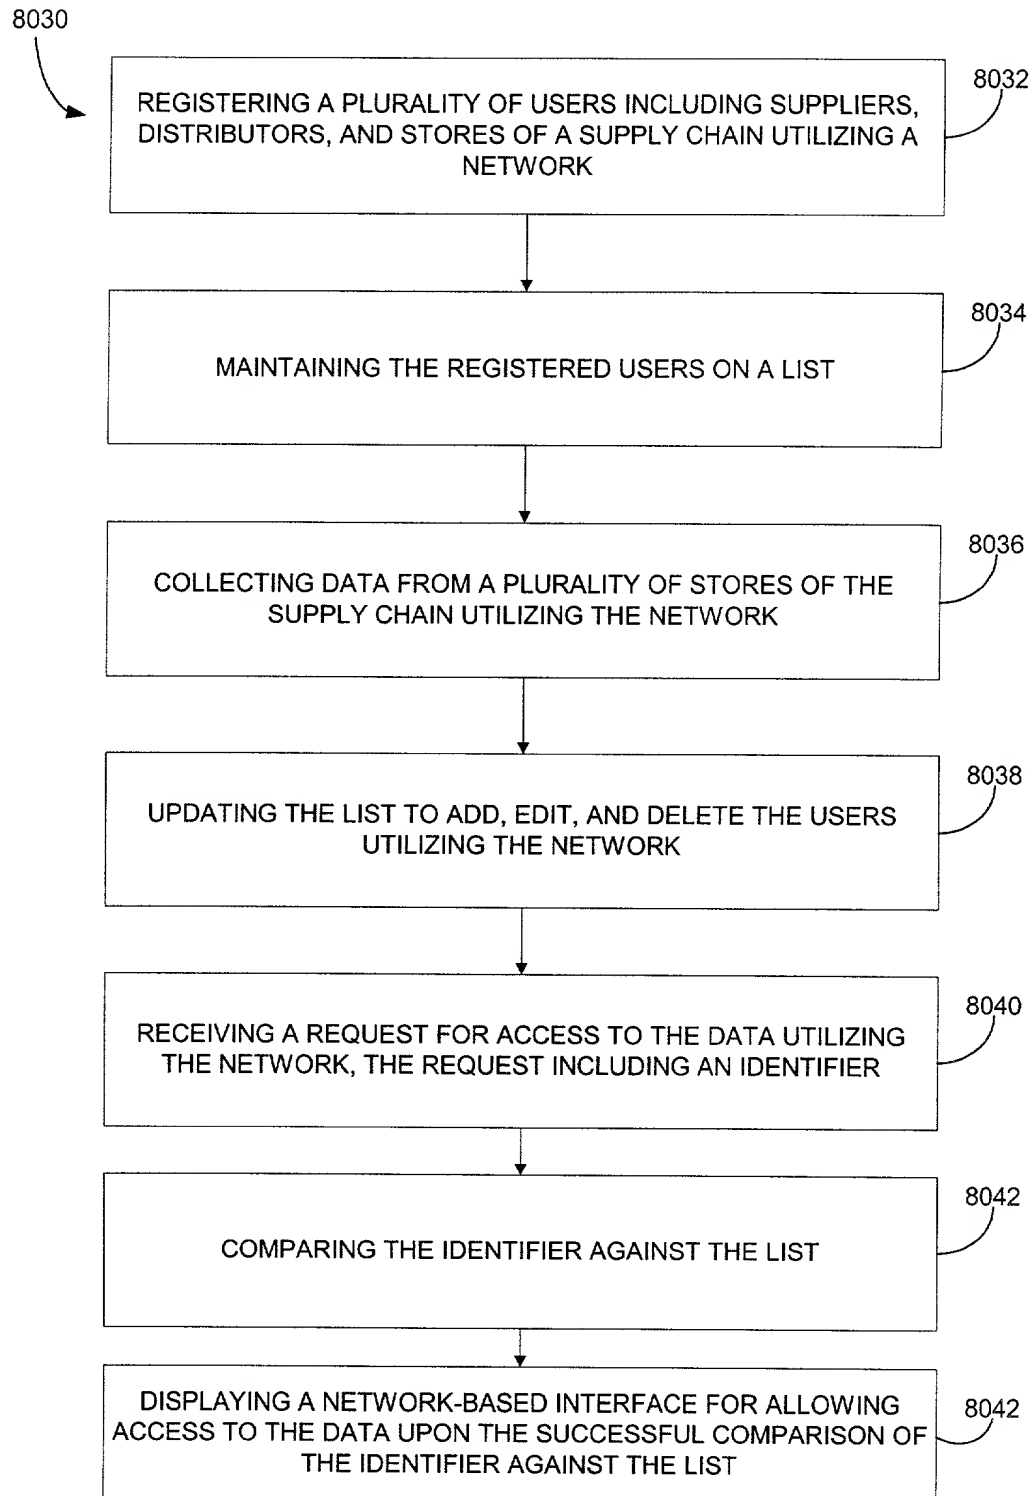 8030
8032
REGISTERING A PLURALITY OF USERS INCLUDING SUPPLIERS,
DISTRIBUTORS, AND STORES OF A SUPPLY CHAIN UTILIZING A
NETWORK
8034
MAINTAINING THE REGISTERED USERS ON A LIST
8036
COLLECTING DATA FROM A PLURALITY OF STORES OF THE
SUPPLY CHAIN UTILIZING THE NETWORK
8038
UPDATING THE LIST TO ADD, EDIT, AND DELETE THE USERS
UTILIZING THE NETWORK
8040
RECEIVING A REQUEST FOR ACCESS TO THE DATA UTILIZING
THE NETWORK, THE REQUEST INCLUDING AN IDENTIFIER
8042
COMPARING THE IDENTIFIER AGAINST THE LIST
8042
DISPLAYING A NETWORK-BASED INTERFACE FOR ALLOWING
ACCESS TO THE DATA UPON THE SUCCESSFUL COMPARISON OF
THE IDENTIFIER AGAINST THE LIST